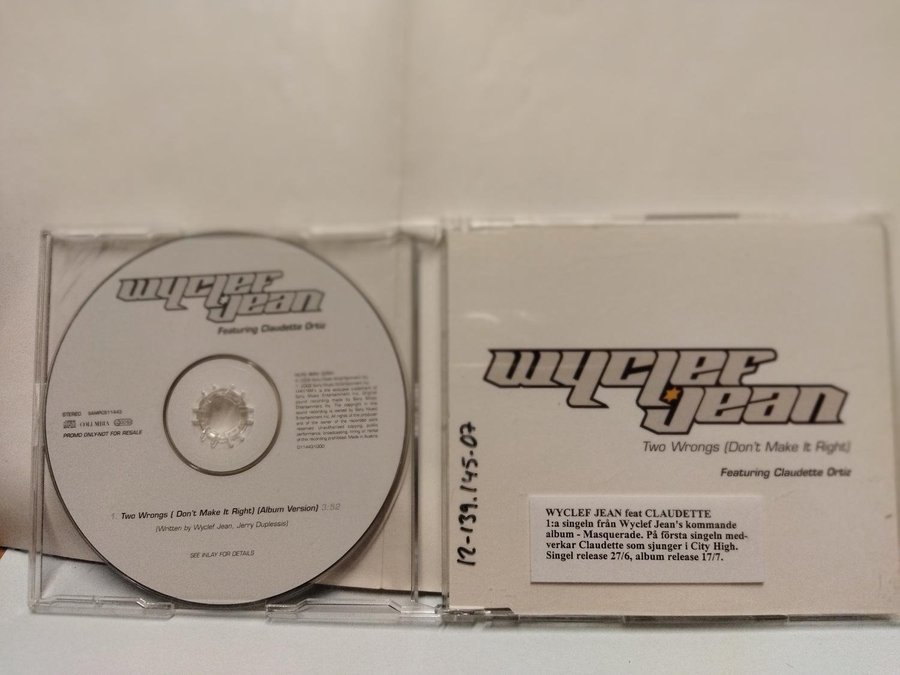 wyclef
Jean
Featuring Claudette Ortiz
STEREO SAMPCS11440
COLUMBIA
PROMO ONLY-NOT FOR RESALE
1. Two Wrongs ( Don't Make It Right) (Album Version) 3:52
(Written by Wyclef Jean, Jerry Duplessis)
SEE INLAY FOR DETAILS
12-139.145-07
wyclef
Jean
Two Wrongs (Don't Make It Right)
Featuring Claudette Ortiz
WYCLEF JEAN feat CLAUDETTE
1:a singeln från Wyclef Jean's kommande
album - Masquerade. På första singeln med-
verkar Claudette som sjunger i City High.
Singel release 27/6, album release 17/7.